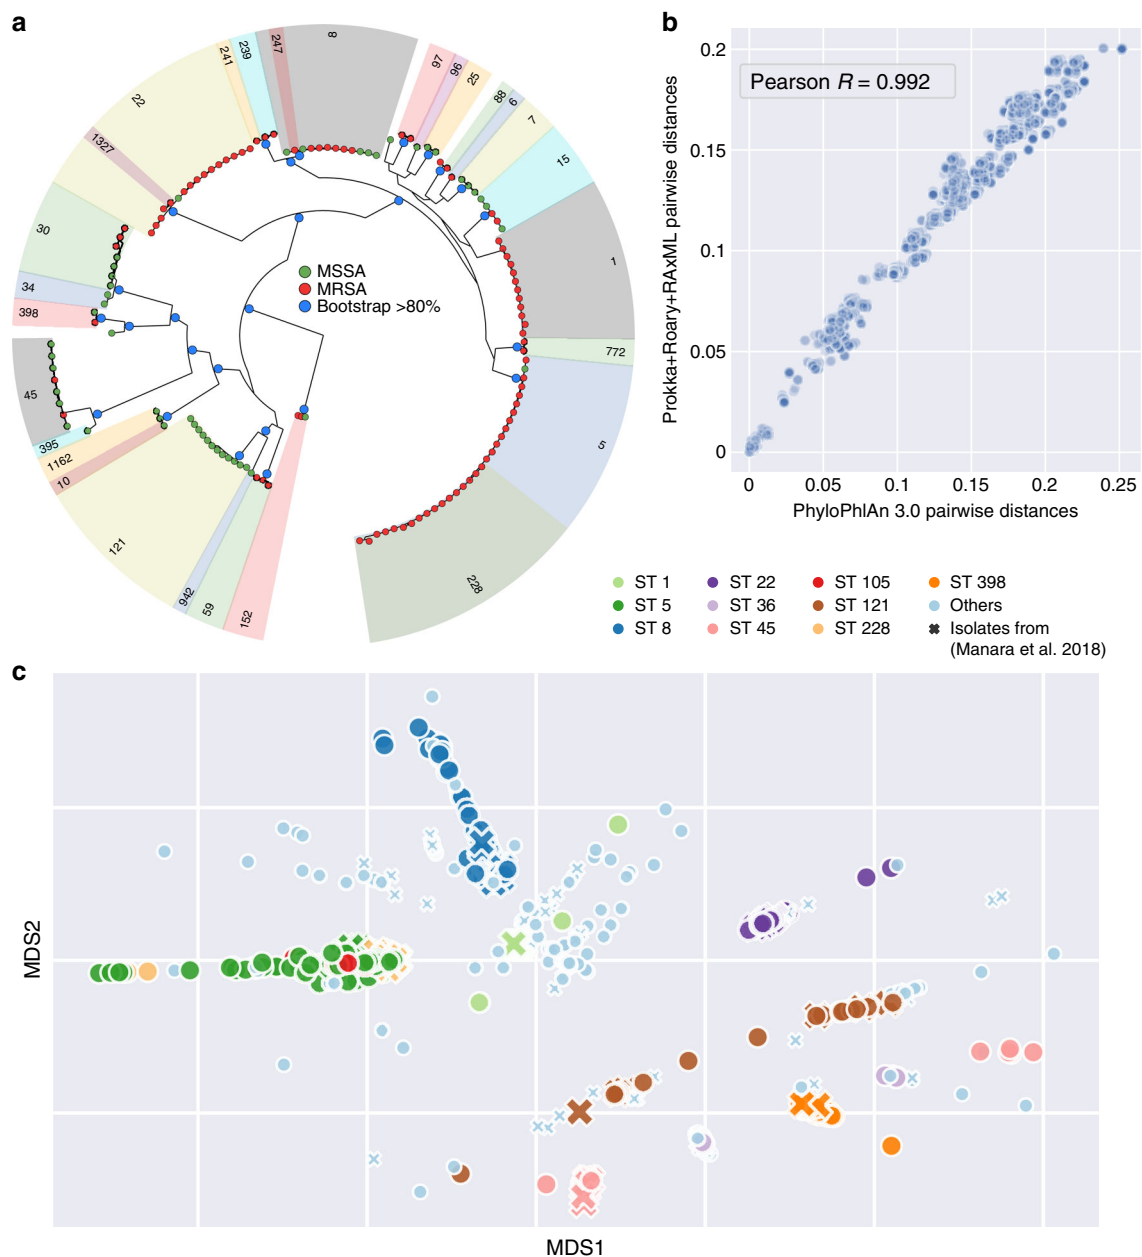 a
8
247
239
241
22
1327
30
34
398
45
395
1162
10
121
942
59
152
228
5
772
1
15
7
6
88
25
96
97
MSSA
MRSA
Bootstrap >80%
b
Pearson R = 0.992
Prokka+Roary+RAxML pairwise distances
0.2
0.15
0.1
0.05
0
0 0.05 0.1 0.15 0.2 0.25
PhyloPhlAn 3.0 pairwise distances
ST 1 ST 22 ST 105 ST 398
ST 5 ST 36 ST 121 Others
ST 8 ST 45 ST 228 Isolates from
(Manara et al. 2018)
c
MDS2
MDS1